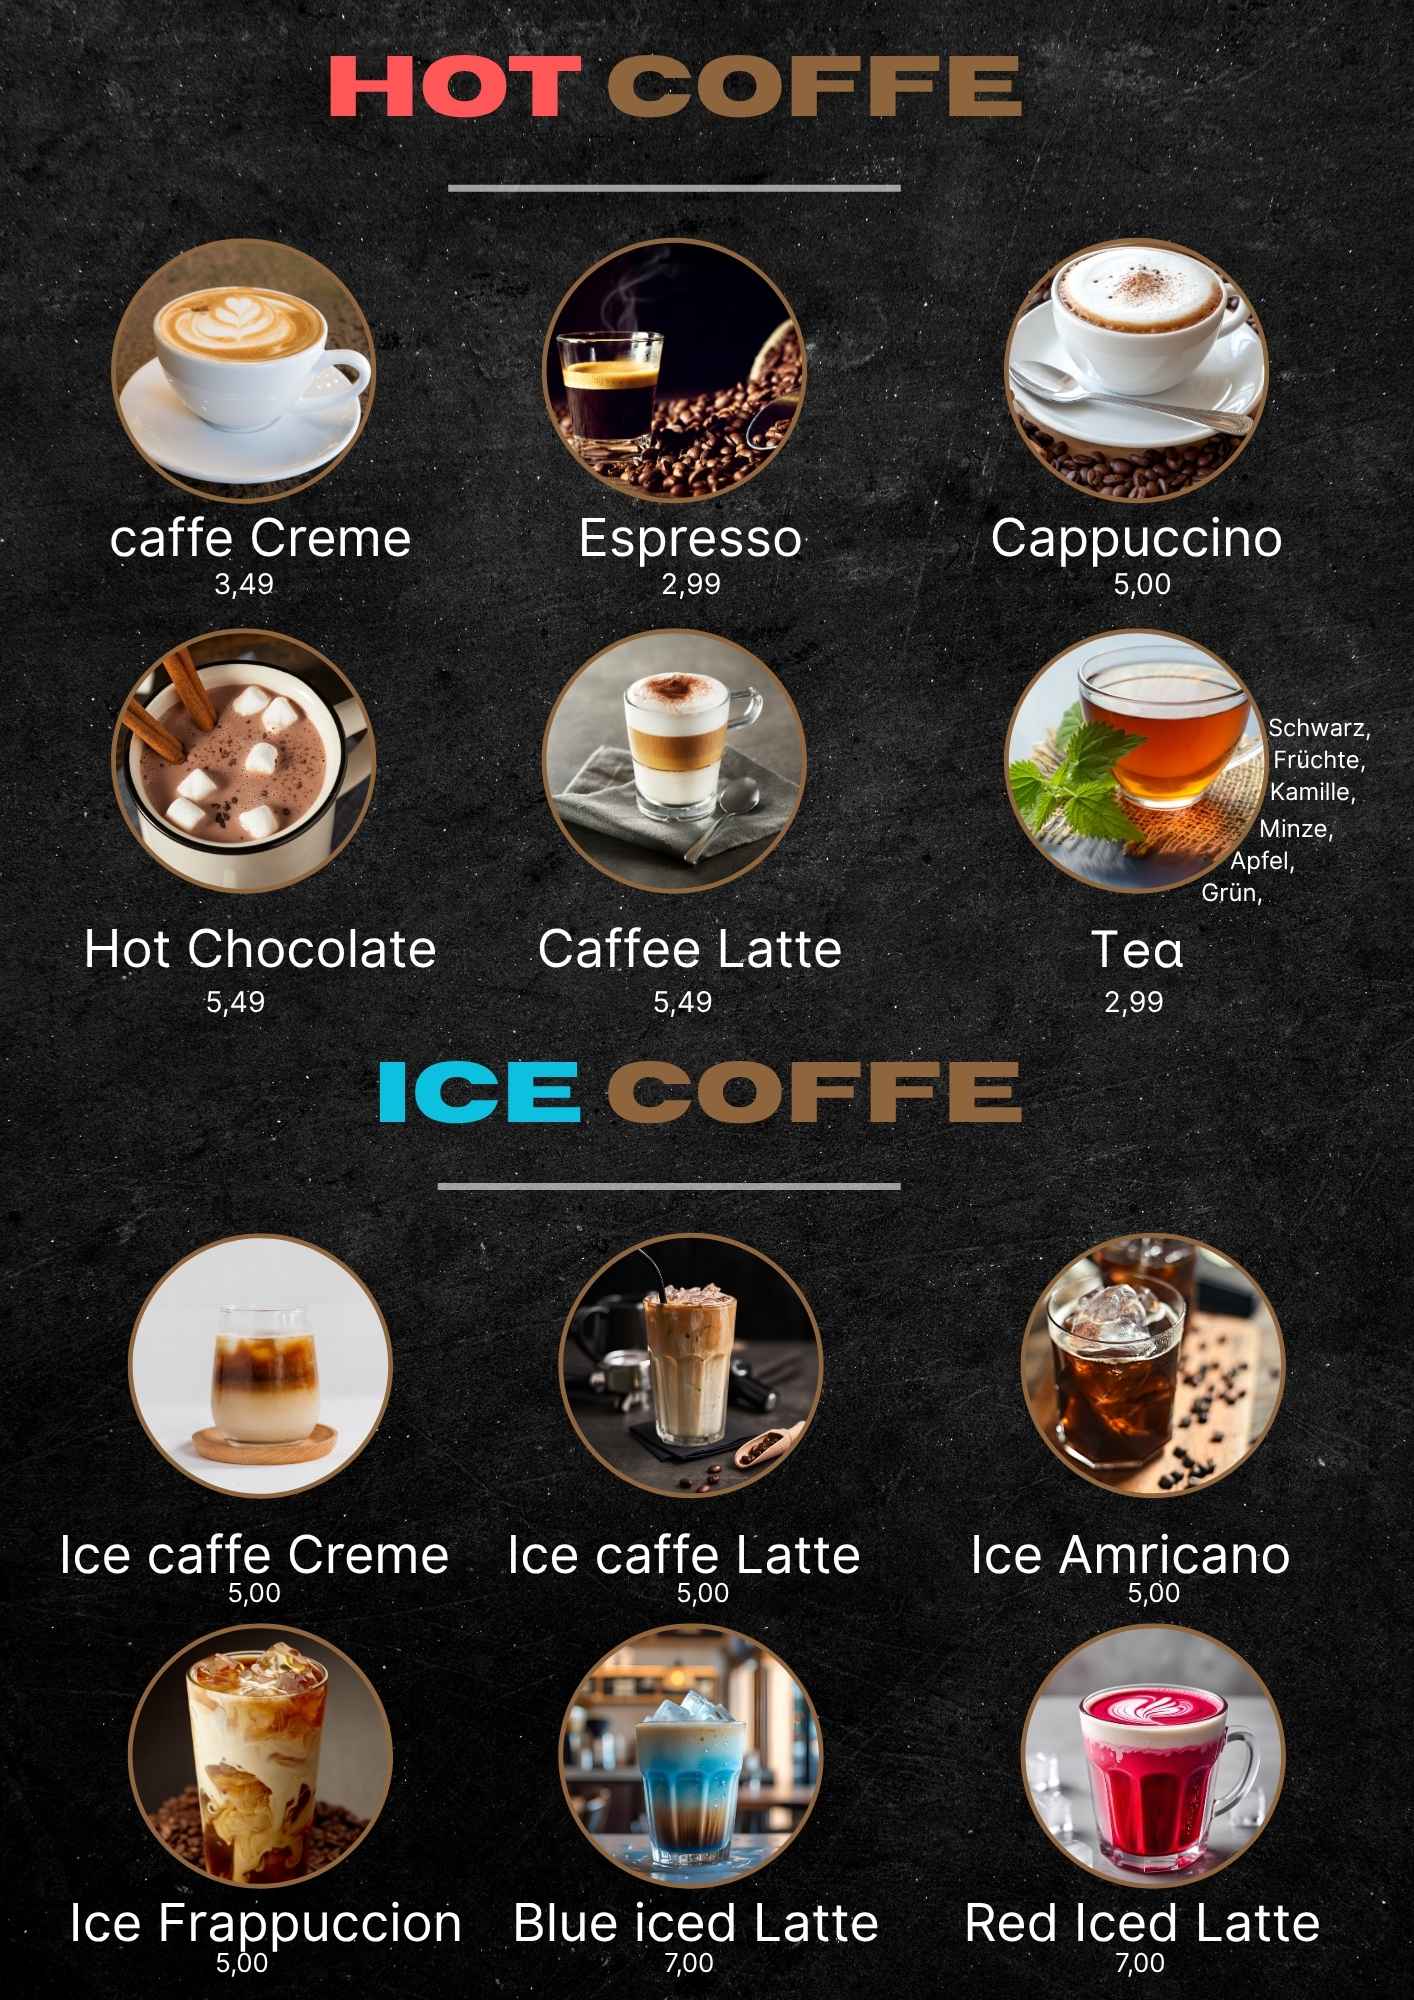 HOT COFFE
caffe Creme
3,49
Espresso
2,99
Cappuccino
5,00
Hot Chocolate
5,49
Caffee Latte
5,49
Schwarz,
Früchte,
Kamille,
Minze,
Apfel,
Grün,
Tea
2,99
ICE COFFE
Ice caffe Creme
5,00
Ice caffe Latte
5,00
Ice Amricano
5,00
Ice Frappuccion
5,00
Blue iced Latte
7,00
Red Iced Latte
7,00